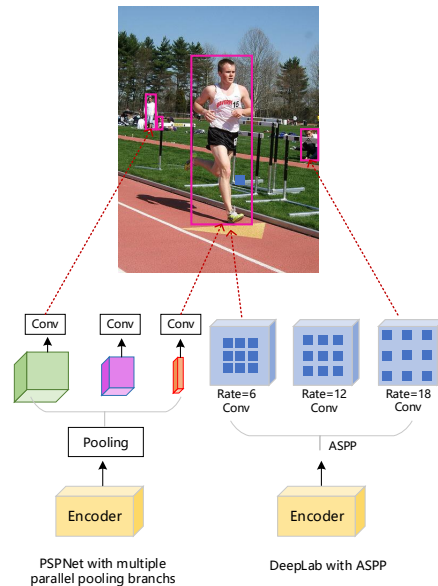 15
Conv
Conv
Conv
Rate=6
Conv
Rate=12
Conv
Rate=18
Conv
Pooling
ASPP
Encoder
Encoder
PSPNet with multiple
parallel pooling branchs
DeepLab with ASPP